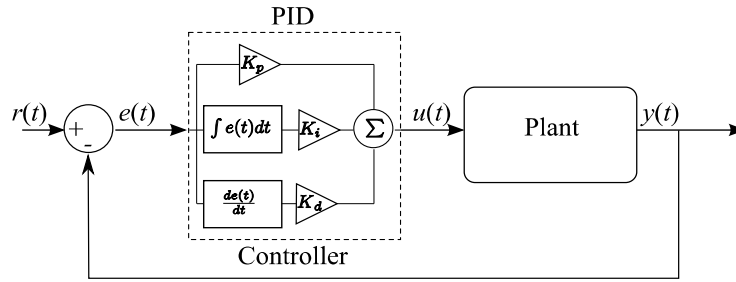 PID
K_p
r(t)
+
-
e(t)
∫ e(t)dt
K_i
Σ
u(t)
Plant
y(t)
de(t)/dt
K_d
Controller